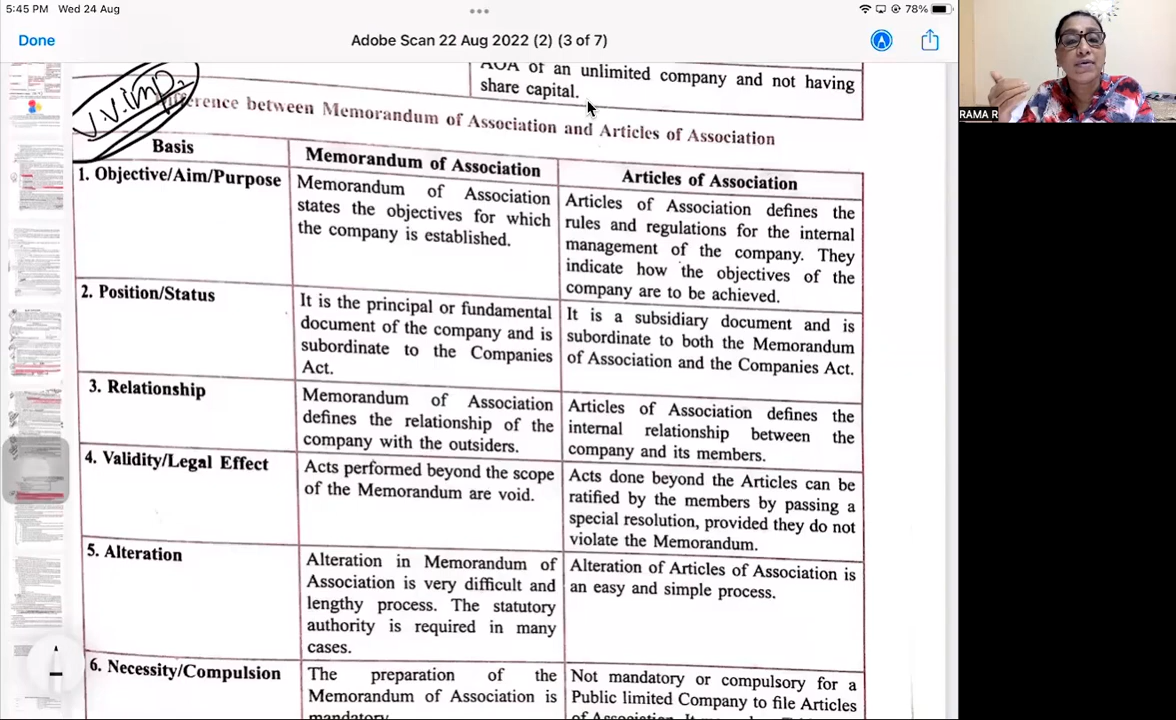 5:45 PM Wed 24 Aug
78%
Done
Adobe Scan 22 Aug 2022 (2) (3 of 7)
RAMA R
AOA of an unlimited company and not having
share capital.
V.V.imp.
between Memorandum of Association and Articles of Association
Basis
Memorandum of Association
Articles of Association
1. Objective/Aim/Purpose
Memorandum of Association
states the objectives for which
the company is established.
Articles of Association defines the
rules and regulations for the internal
management of the company. They
indicate how the objectives of the
company are to be achieved.
2. Position/Status
It is the principal or fundamental
document of the company and is
subordinate to the Companies
Act.
It is a subsidiary document and is
subordinate to both the Memorandum
of Association and the Companies Act.
3. Relationship
Memorandum of Association
defines the relationship of the
company with the outsiders.
Articles of Association defines the
internal relationship between the
company and its members.
4. Validity/Legal Effect
Acts performed beyond the scope
of the Memorandum are void.
Acts done beyond the Articles can be
ratified by the members by passing a
special resolution, provided they do not
violate the Memorandum.
5. Alteration
Alteration in Memorandum of
Association is very difficult and
lengthy process. The statutory
authority is required in many
cases.
Alteration of Articles of Association is
an easy and simple process.
6. Necessity/Compulsion
The preparation of the
Memorandum of Association is
mandatory
Not mandatory or compulsory for a
Public limited Company to file Articles
of Association. It